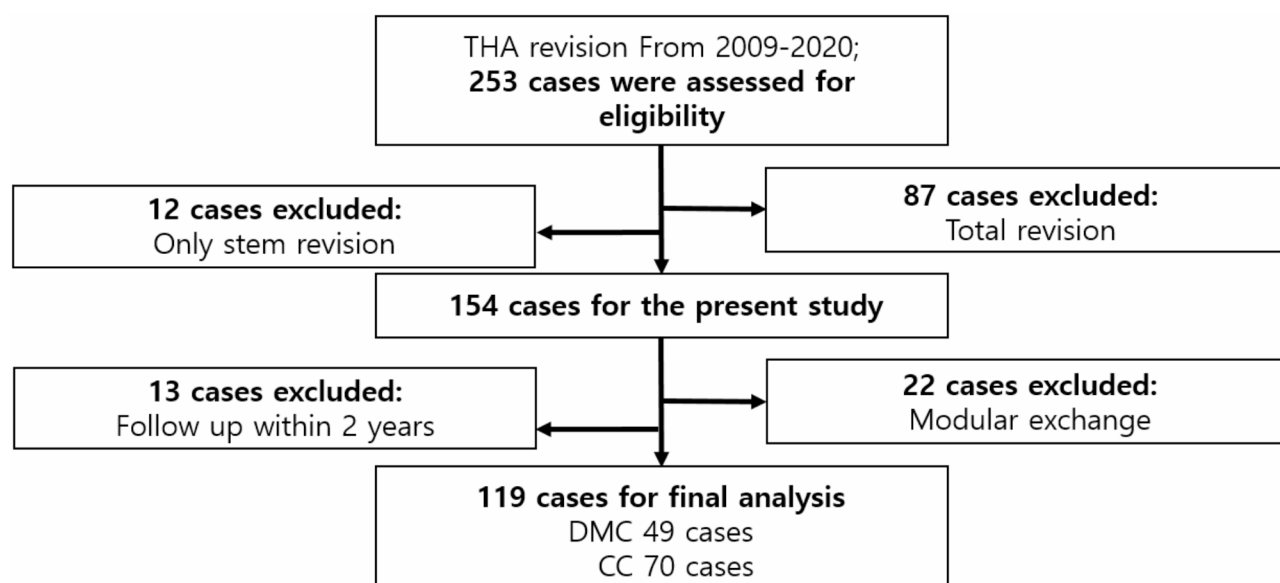 THA revision From 2009-2020;
253 cases were assessed for
eligibility
12 cases excluded:
Only stem revision
87 cases excluded:
Total revision
154 cases for the present study
13 cases excluded:
Follow up within 2 years
22 cases excluded:
Modular exchange
119 cases for final analysis
DMC 49 cases
CC 70 cases